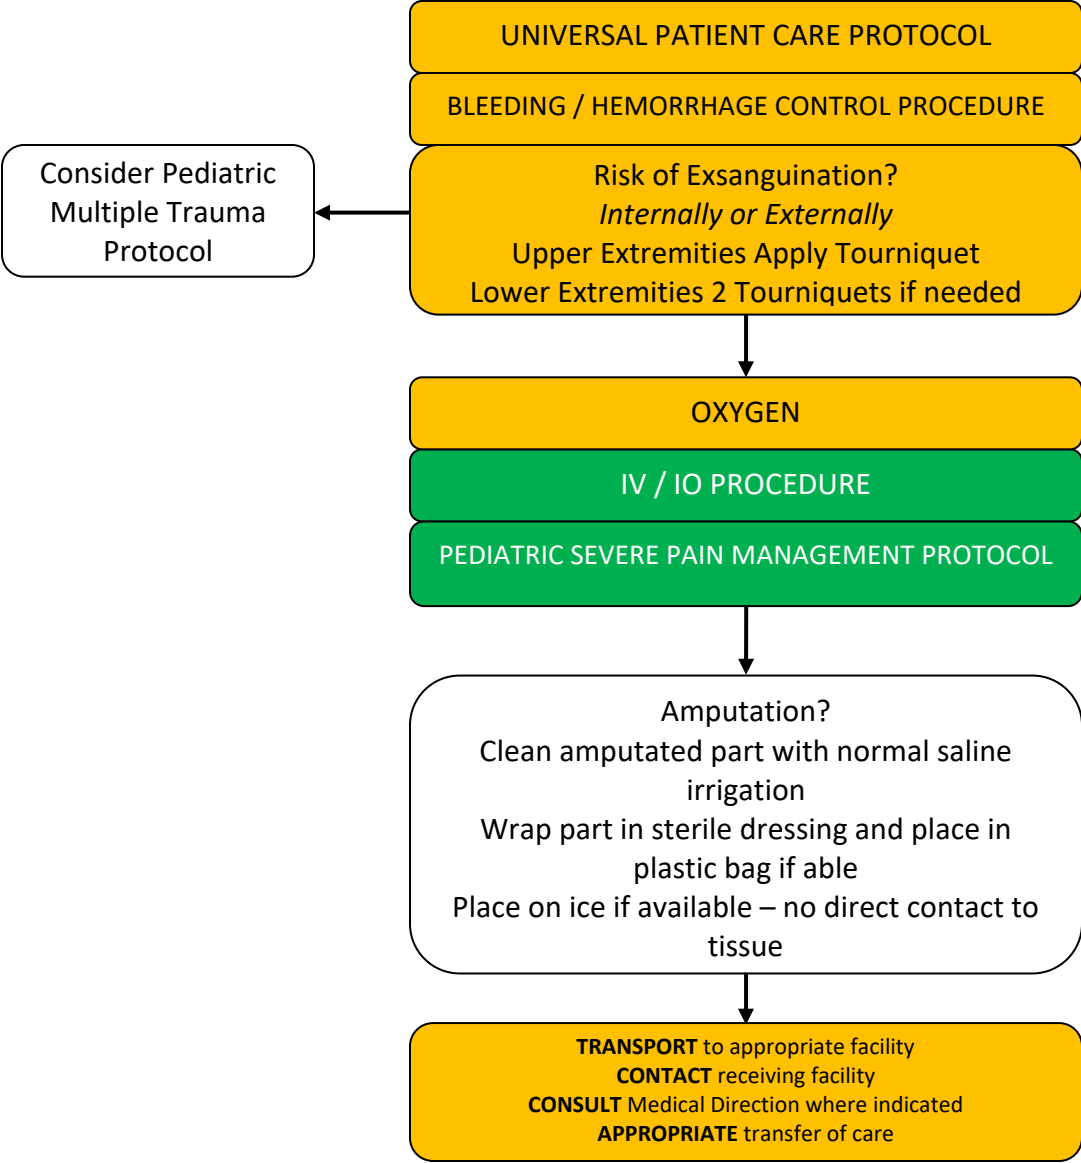 UNIVERSAL PATIENT CARE PROTOCOL
BLEEDING / HEMORRHAGE CONTROL PROCEDURE
Consider Pediatric
Multiple Trauma
Protocol
Risk of Exsanguination?
Internally or Externally
Upper Extremities Apply Tourniquet
Lower Extremities 2 Tourniquets if needed
OXYGEN
IV / IO PROCEDURE
PEDIATRIC SEVERE PAIN MANAGEMENT PROTOCOL
Amputation?
Clean amputated part with normal saline
irrigation
Wrap part in sterile dressing and place in
plastic bag if able
Place on ice if available – no direct contact to
tissue
TRANSPORT to appropriate facility
CONTACT receiving facility
CONSULT Medical Direction where indicated
APPROPRIATE transfer of care